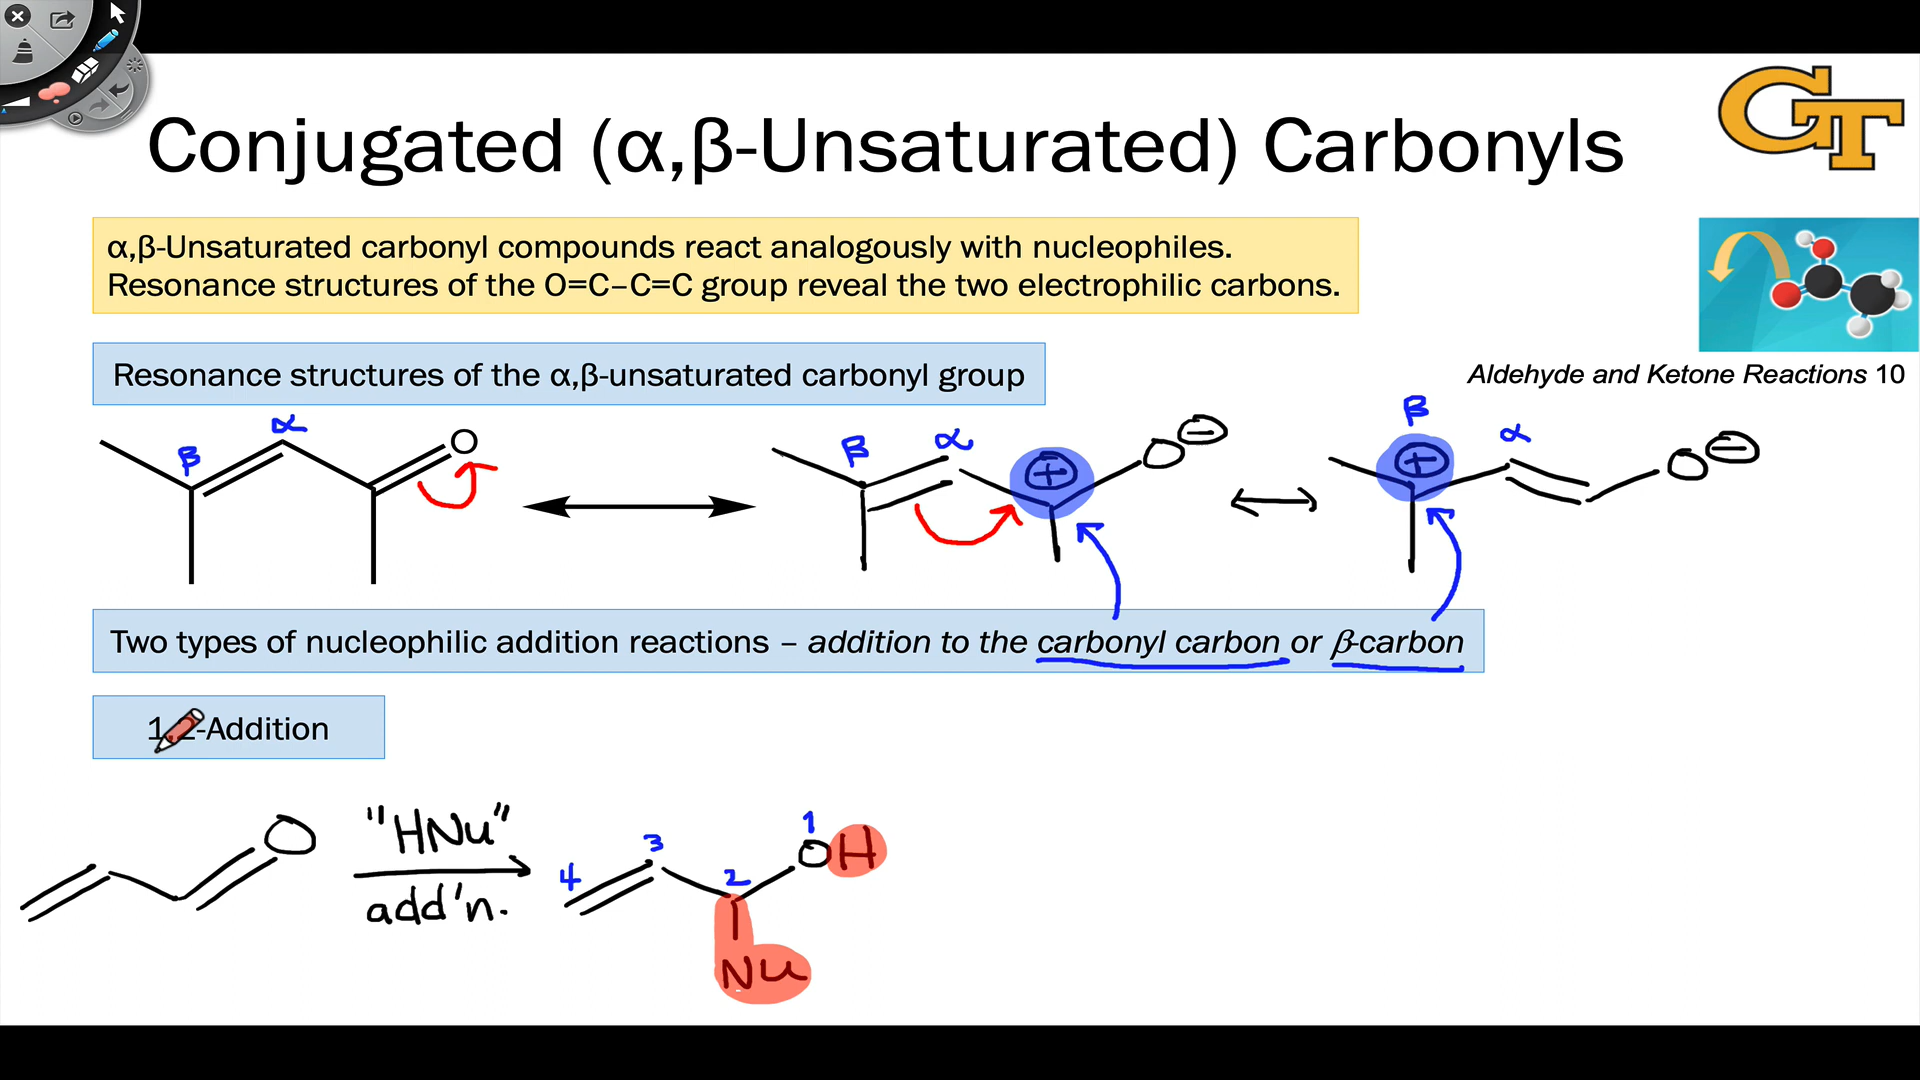 GT
Conjugated (α,β-Unsaturated) Carbonyls
α,β-Unsaturated carbonyl compounds react analogously with nucleophiles.
Resonance structures of the O=C–C=C group reveal the two electrophilic carbons.
Resonance structures of the α,β-unsaturated carbonyl group
Aldehyde and Ketone Reactions 10
β α O
β α + O −
β + α O −
Two types of nucleophilic addition reactions – addition to the carbonyl carbon or β-carbon
1,2-Addition
O
"HNu"
add'n.
4 3 2 1 OH
Nu